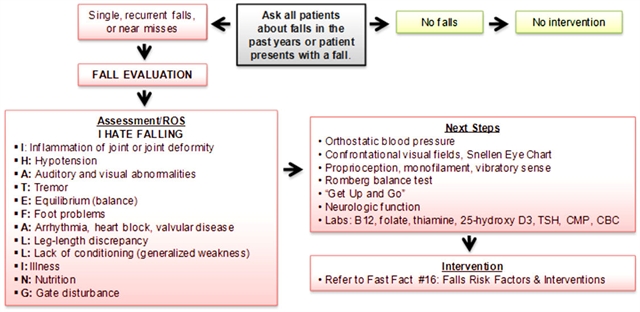 Single, recurrent falls,
or near misses
Ask all patients
about falls in the
past years or patient
presents with a fall.
No falls
No intervention
FALL EVALUATION
Assessment/ROS
I HATE FALLING
• I: Inflammation of joint or joint deformity
• H: Hypotension
• A: Auditory and visual abnormalities
• T: Tremor
• E: Equilibrium (balance)
• F: Foot problems
• A: Arrhythmia, heart block, valvular disease
• L: Leg-length discrepancy
• L: Lack of conditioning (generalized weakness)
• I: Illness
• N: Nutrition
• G: Gate disturbance
Next Steps
• Orthostatic blood pressure
• Confrontational visual fields, Snellen Eye Chart
• Proprioception, monofilament, vibratory sense
• Romberg balance test
• "Get Up and Go"
• Neurologic function
• Labs: B12, folate, thiamine, 25-hydroxy D3, TSH, CMP, CBC
Intervention
• Refer to Fast Fact #16: Falls Risk Factors & Interventions